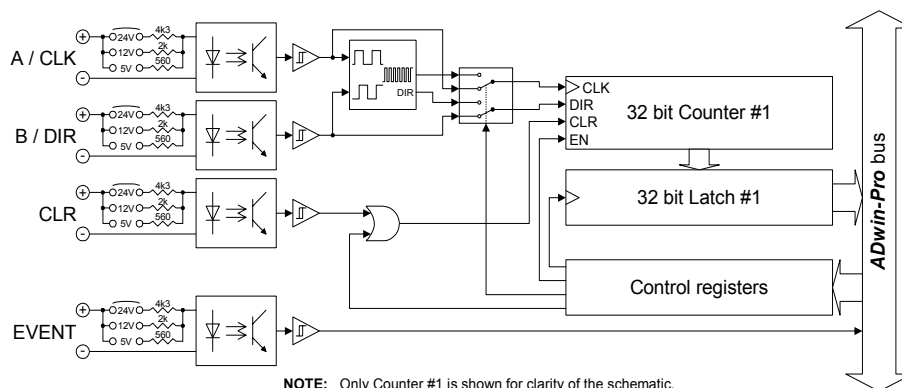 A / CLK
+
24V
4k3
12V
2k
5V
560
-
B / DIR
+
24V
4k3
12V
2k
5V
560
-
CLR
+
24V
4k3
12V
2k
5V
560
-
EVENT
+
24V
4k3
12V
2k
5V
560
-
DIR
CLK
DIR
CLR
EN
32 bit Counter #1
32 bit Latch #1
Control registers
ADwin-Pro bus
NOTE: Only Counter #1 is shown for clarity of the schematic.